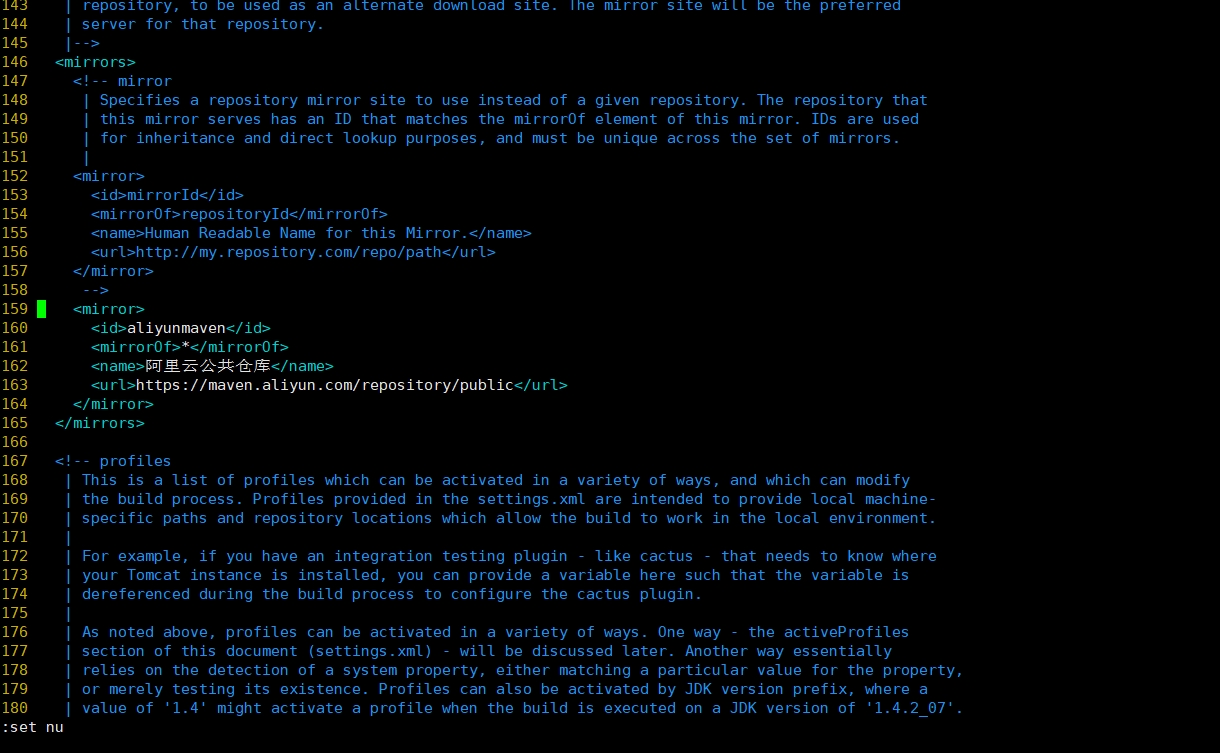 143    | repository, to be used as an alternate download site. The mirror site will be the preferred
144    | server for that repository.
145    |-->
146   <mirrors>
147     <!-- mirror
148      | Specifies a repository mirror site to use instead of a given repository. The repository that
149      | this mirror serves has an ID that matches the mirrorOf element of this mirror. IDs are used
150      | for inheritance and direct lookup purposes, and must be unique across the set of mirrors.
151      |
152     <mirror>
153       <id>mirrorId</id>
154       <mirrorOf>repositoryId</mirrorOf>
155       <name>Human Readable Name for this Mirror.</name>
156       <url>http://my.repository.com/repo/path</url>
157     </mirror>
158      -->
159     <mirror>
160       <id>aliyunmaven</id>
161       <mirrorOf>*</mirrorOf>
162       <name>阿里云公共仓库</name>
163       <url>https://maven.aliyun.com/repository/public</url>
164     </mirror>
165   </mirrors>
166
167   <!-- profiles
168    | This is a list of profiles which can be activated in a variety of ways, and which can modify
169    | the build process. Profiles provided in the settings.xml are intended to provide local machine-
170    | specific paths and repository locations which allow the build to work in the local environment.
171    |
172    | For example, if you have an integration testing plugin - like cactus - that needs to know where
173    | your Tomcat instance is installed, you can provide a variable here such that the variable is
174    | dereferenced during the build process to configure the cactus plugin.
175    |
176    | As noted above, profiles can be activated in a variety of ways. One way - the activeProfiles
177    | section of this document (settings.xml) - will be discussed later. Another way essentially
178    | relies on the detection of a system property, either matching a particular value for the property,
179    | or merely testing its existence. Profiles can also be activated by JDK version prefix, where a
180    | value of '1.4' might activate a profile when the build is executed on a JDK version of '1.4.2_07'.
:set nu